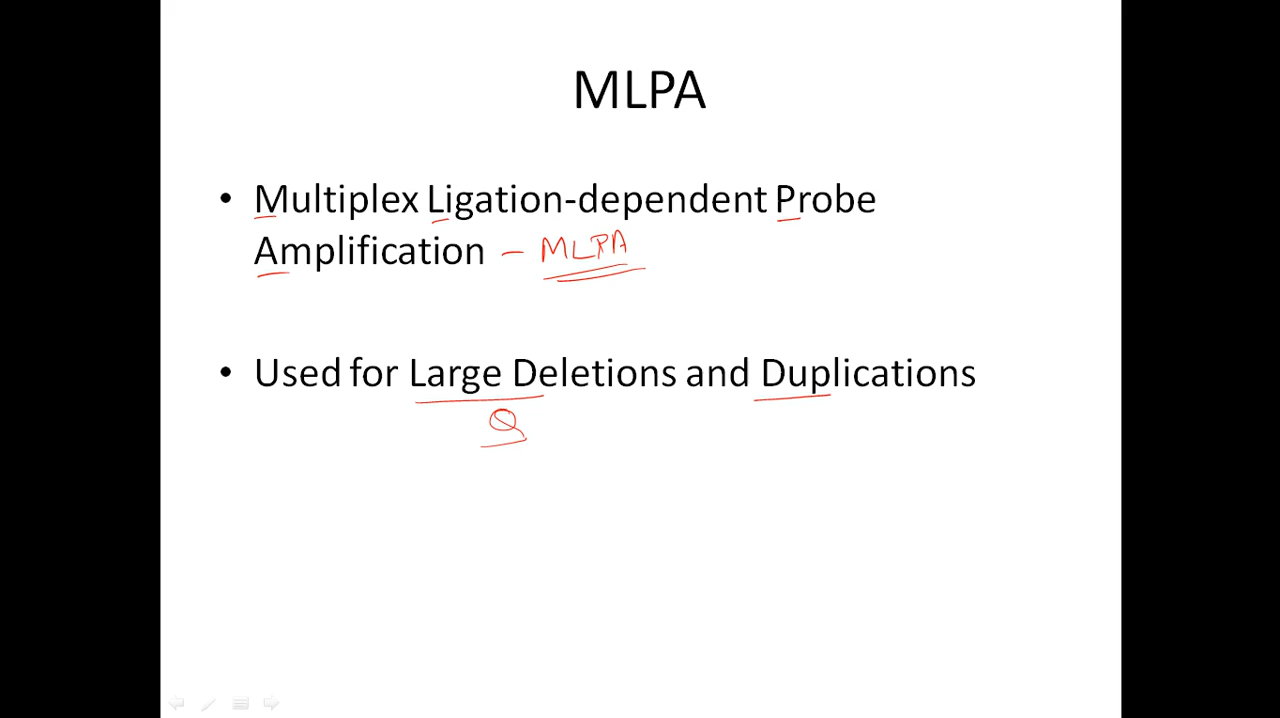 MLPA
• Multiplex Ligation-dependent Probe
Amplification - MLPA
• Used for Large Deletions and Duplications